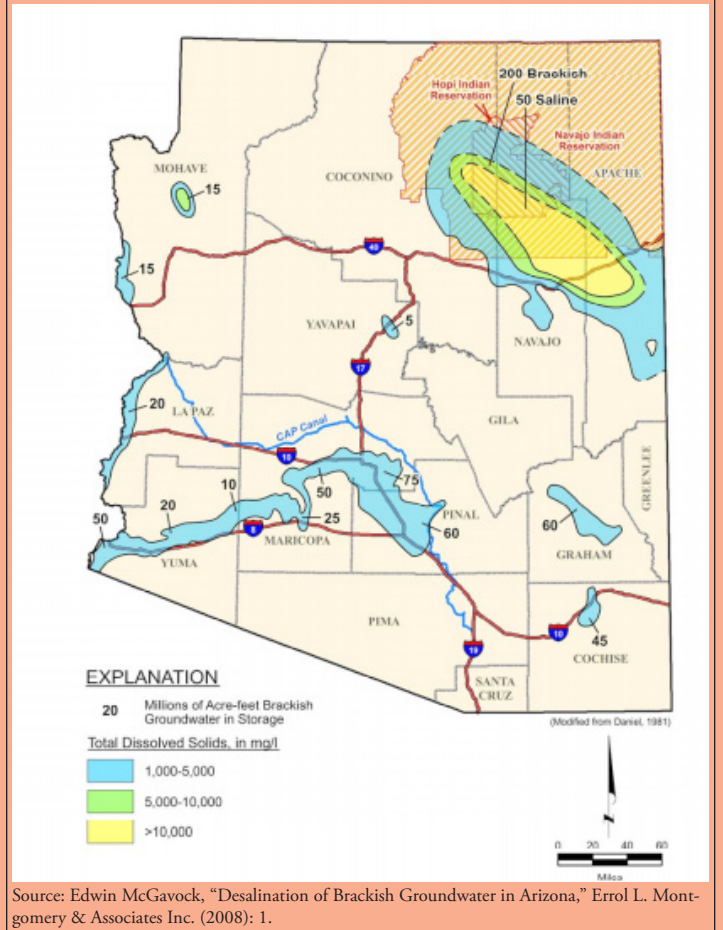 200 Brackish
Hopi Indian
Reservation
50 Saline
Navajo Indian
Reservation
MOHAVE
15
COCONINO
APACHE
40
15
YAVAPAI
5
NAVAJO
17
20
LA PAZ
CAP Canal
GILA
10
75
50
10
20
25
50
8
MARICOPA
PINAL
60
60
GREENLEE
GRAHAM
YUMA
PIMA
10
45
COCHISE
19
SANTA
CRUZ
EXPLANATION
20 Millions of Acre-feet Brackish
Groundwater in Storage
(Modified from Daniel, 1981)
Total Dissolved Solids, in mg/l
1,000-5,000
5,000-10,000
>10,000
0 20 40 60
Miles
Source: Edwin McGavock, “Desalination of Brackish Groundwater in Arizona,” Errol L. Mont-
gomery & Associates Inc. (2008): 1.